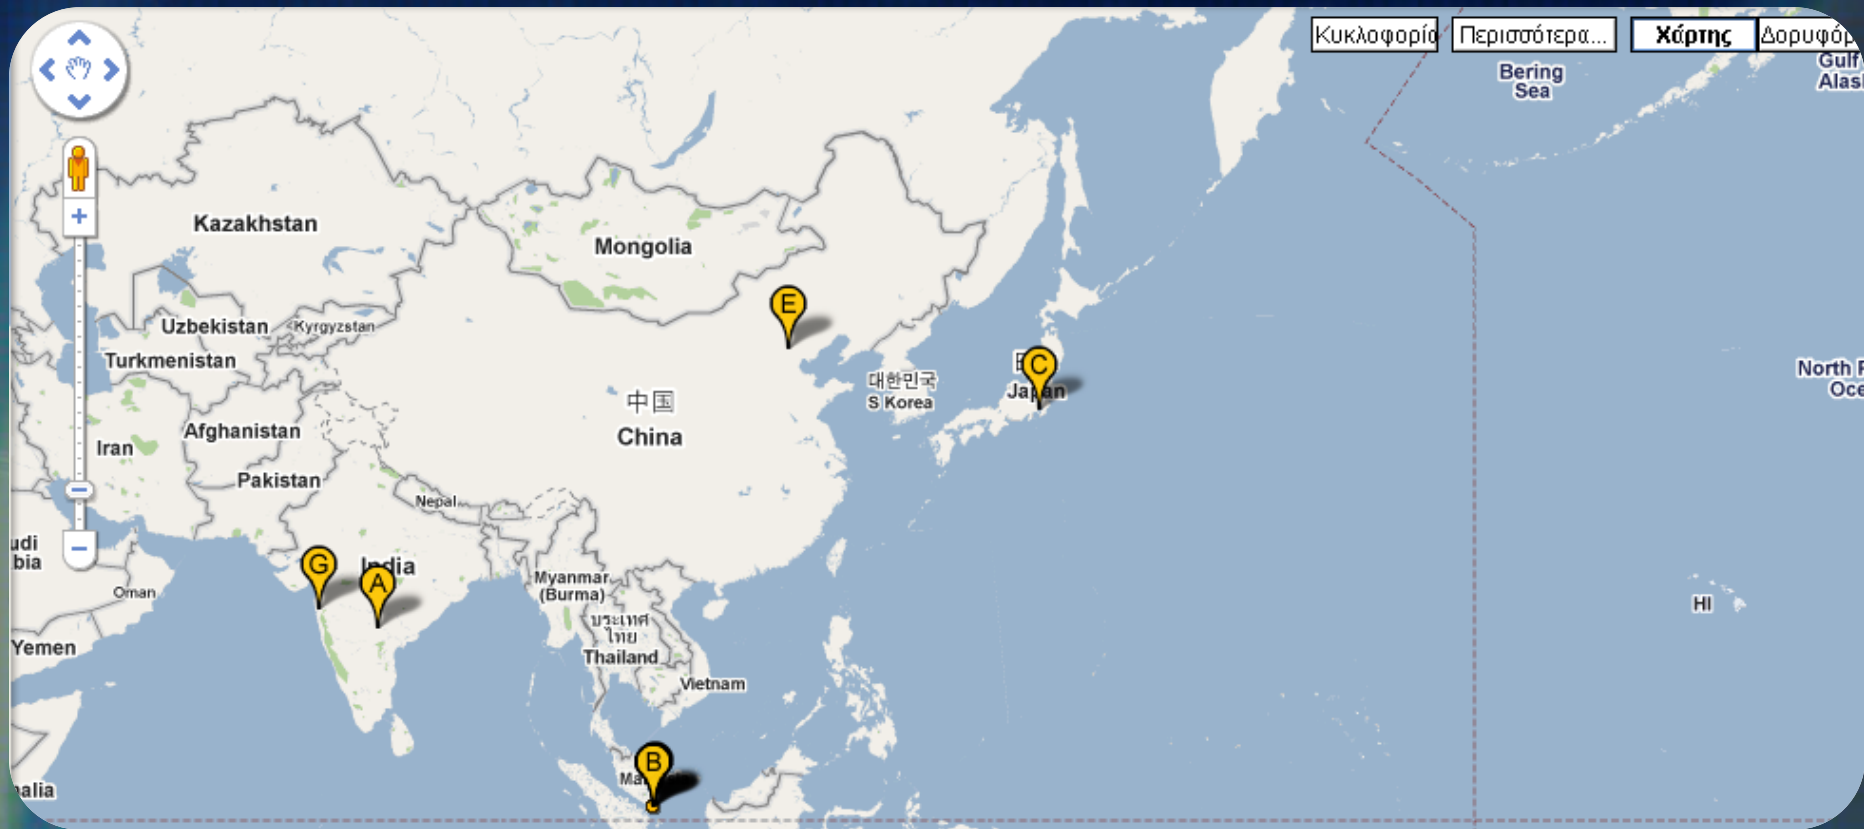 Κυκλοφορία
Περισσότερα...
Χάρτης
Δορυφόρ
Bering
Sea
Gulf
Alas
Kazakhstan
Mongolia
E
Uzbekistan
Kyrgyzstan
Turkmenistan
C
Japan
대한민국
S Korea
North P
Oce
中国
China
Afghanistan
Iran
Pakistan
Nepal
udi
bia
G
India
A
Oman
Myanmar
(Burma)
HI
ประเทศ
ไทย
Yemen
Thailand
Vietnam
B
Ma
alia